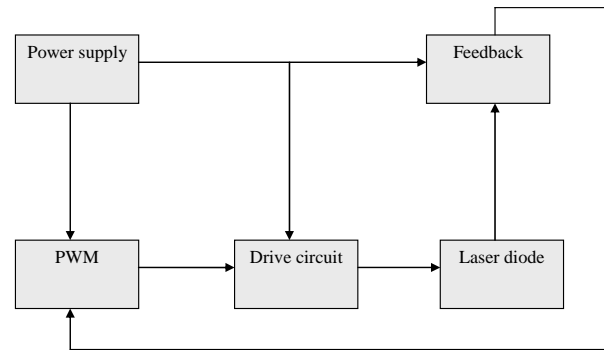 Power supply
Feedback
PWM
Drive circuit
Laser diode